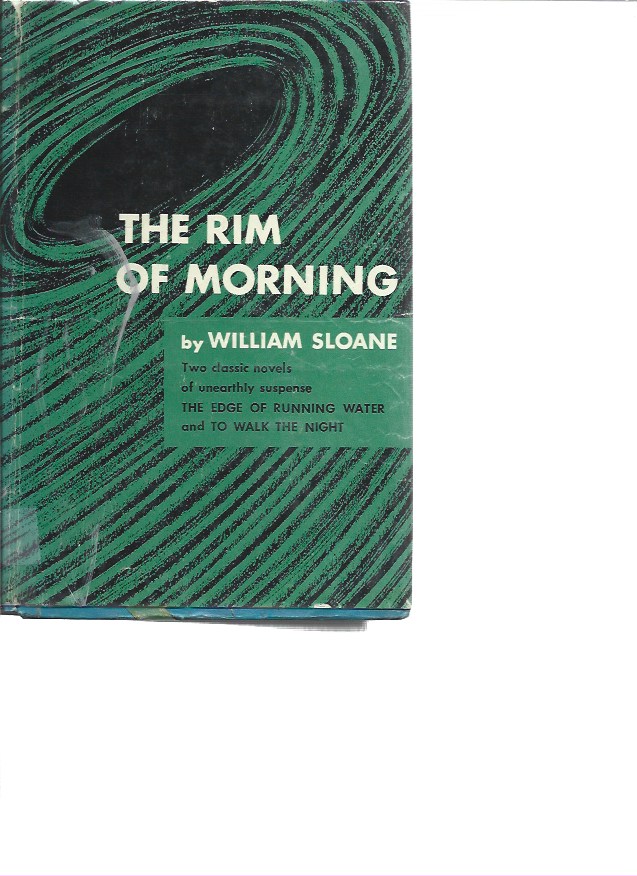 THE RIM
OF MORNING
by WILLIAM SLOANE
Two classic novels
of unearthly suspense
THE EDGE OF RUNNING WATER
and TO WALK THE NIGHT